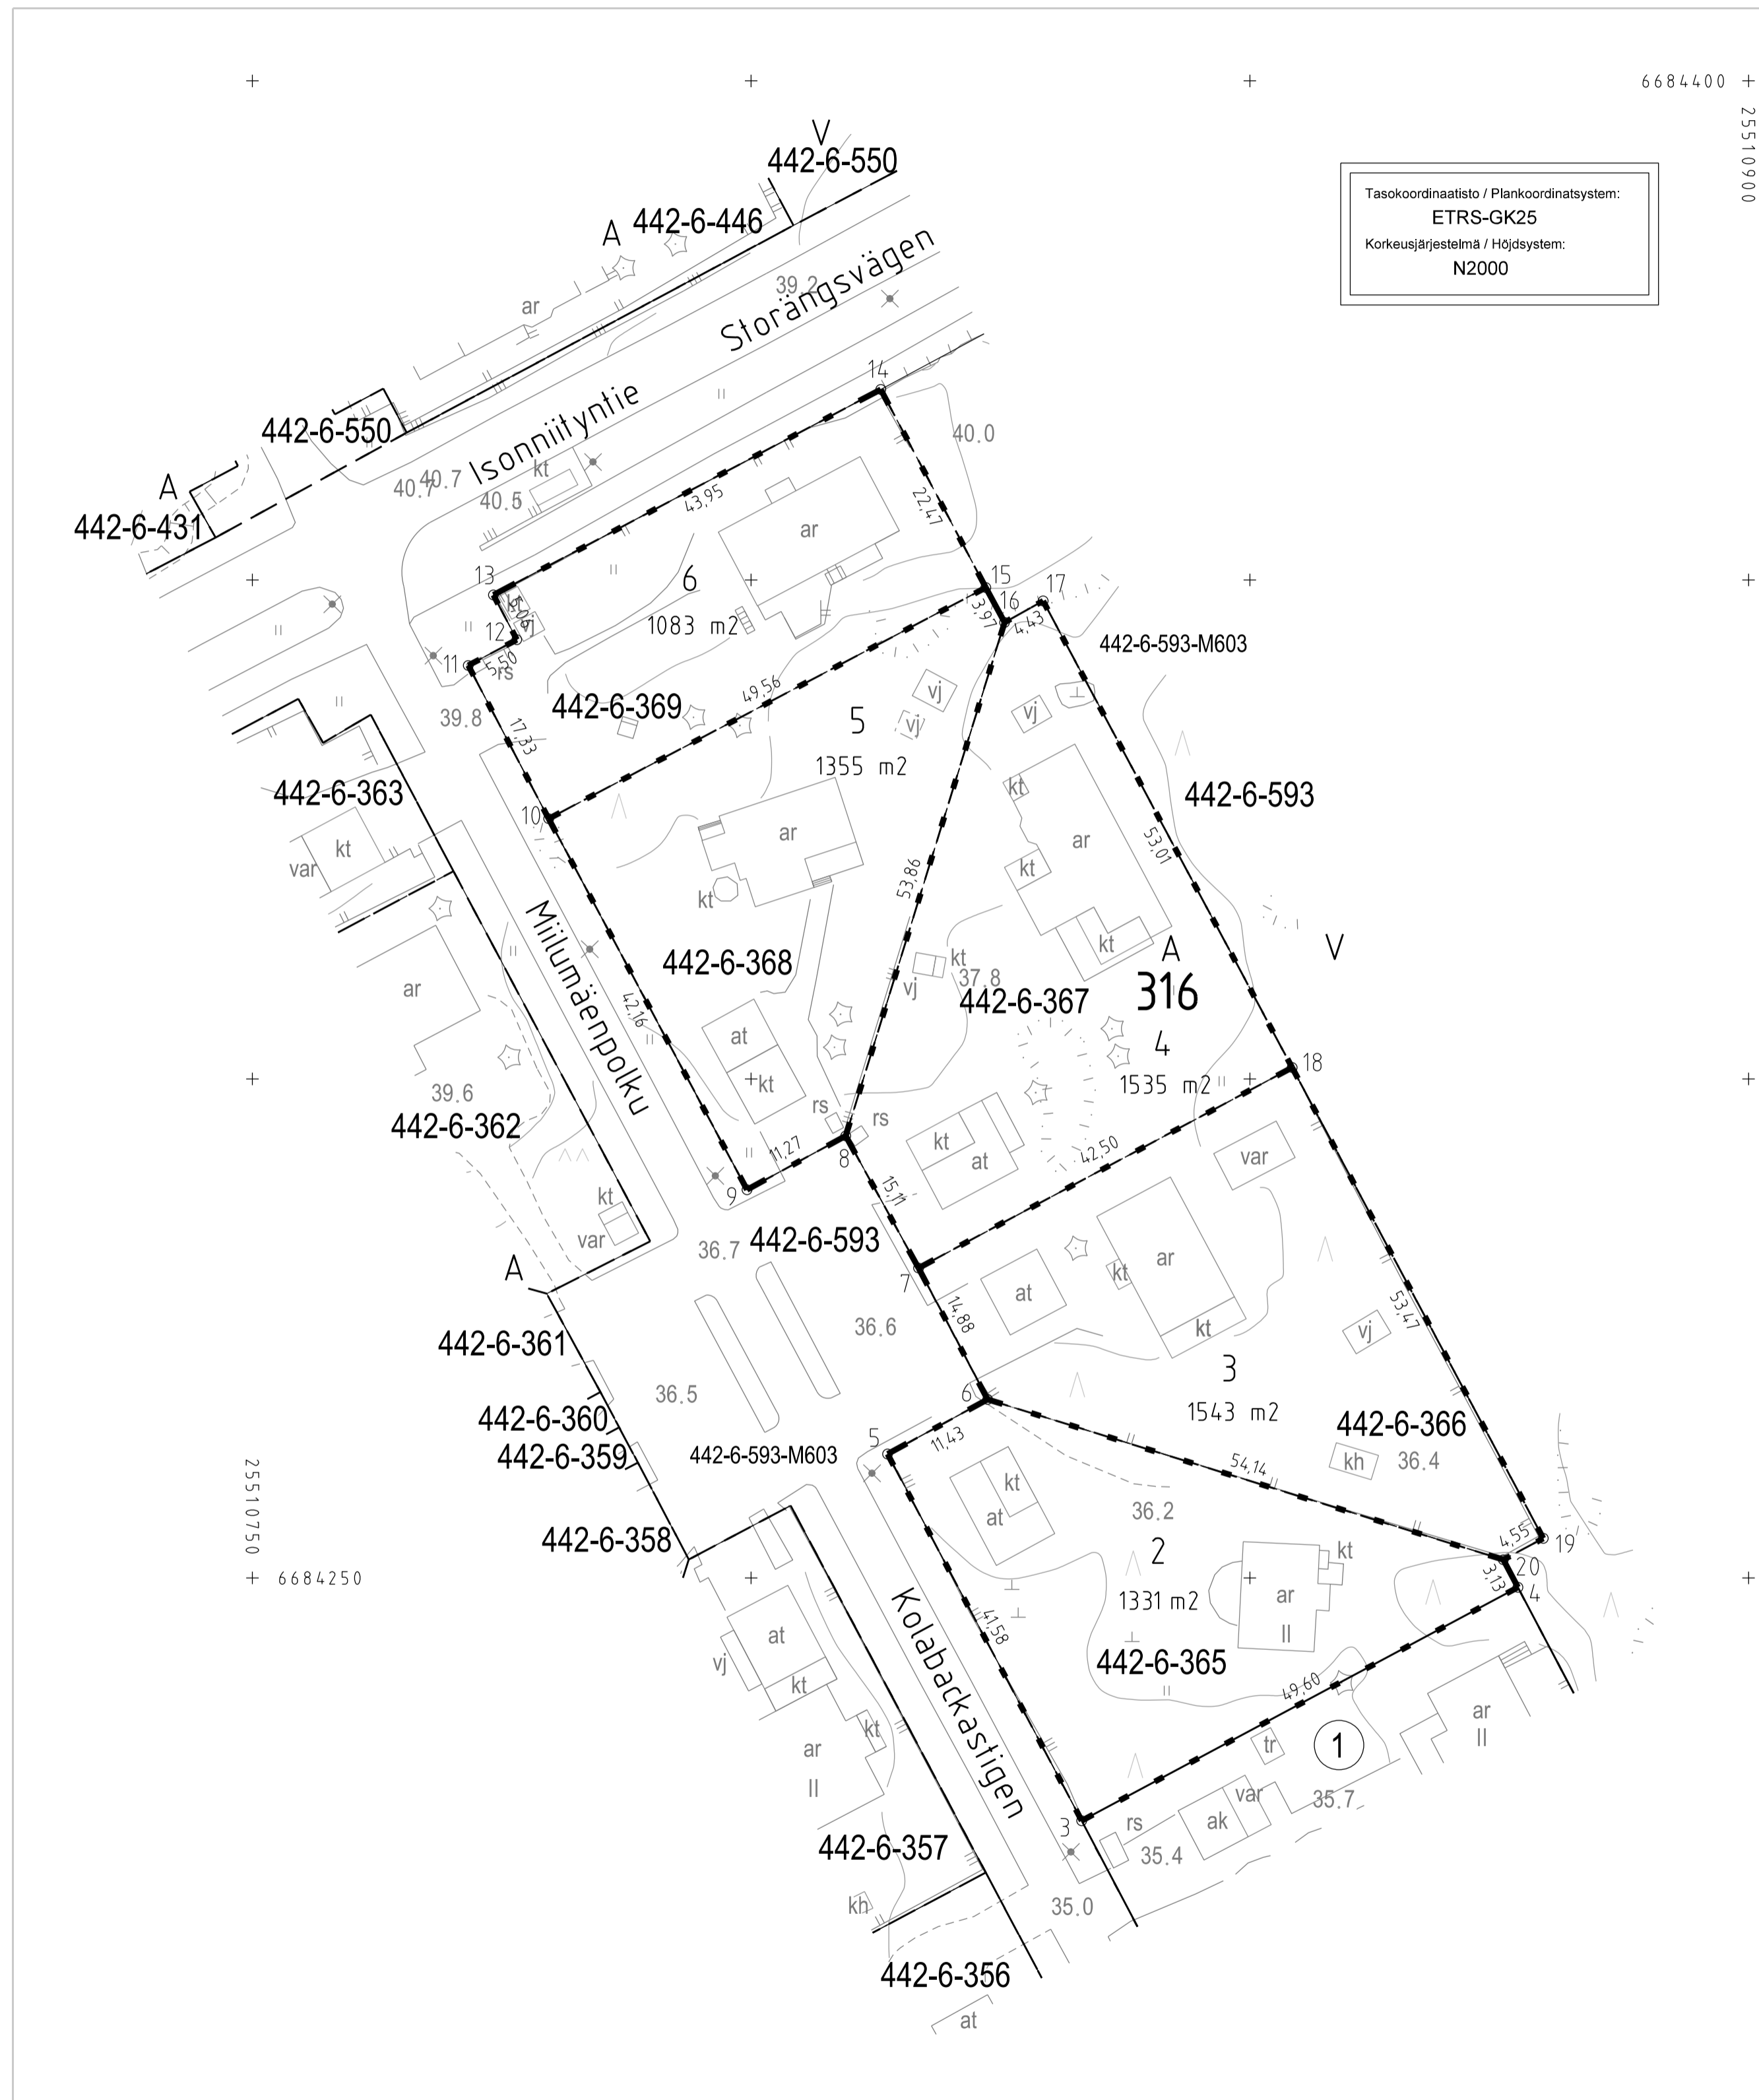 6684400
25510900
Tasokoordinaatisto / Plankoordinatsystem:
ETRS-GK25
Korkeusjärjestelmä / Höjdsystem:
N2000
V
442-6-550
A
442-6-446
39.2
Storängsvägen
ar
Isonniityntie
442-6-550
A
442-6-431
40.7
40.7
40.5
kt
14
40.0
43,95
22,47
ar
13
6
1083 m2
15
16
17
3,97
4,43
442-6-593-M603
12
vj
11
5,50
rs
442-6-369
39.8
17,33
49,56
vj
vj
vj
5
1355 m2
442-6-363
kt
var
10
ar
kt
53,86
kt
ar
kt
kt
53,01
442-6-593
V
Miilumäenpolku
442-6-368
kt
vj
37.8
442-6-367
A
316
4
1535 m2
ar
42,16
at
kt
39.6
442-6-362
rs
rs
8
11,27
9
kt
at
42,50
18
var
kt
var
15,11
A
36.7
442-6-593
7
at
kt
ar
kt
36.6
14,88
53,47
vj
442-6-361
36.5
442-6-360
442-6-359
442-6-593-M603
442-6-358
6
5
11,43
3
1543 m2
442-6-366
kh
36.4
54,14
kt
at
36.2
2
1331 m2
kt
ar
II
4,55
19
20
3,13
4
25510750
6684250
442-6-365
41,58
49,60
Kolabackastigen
at
vj
kt
kt
ar
II
ar
II
tr
1
3
rs
var
ak
35.7
35.4
442-6-357
kh
35.0
442-6-356
at